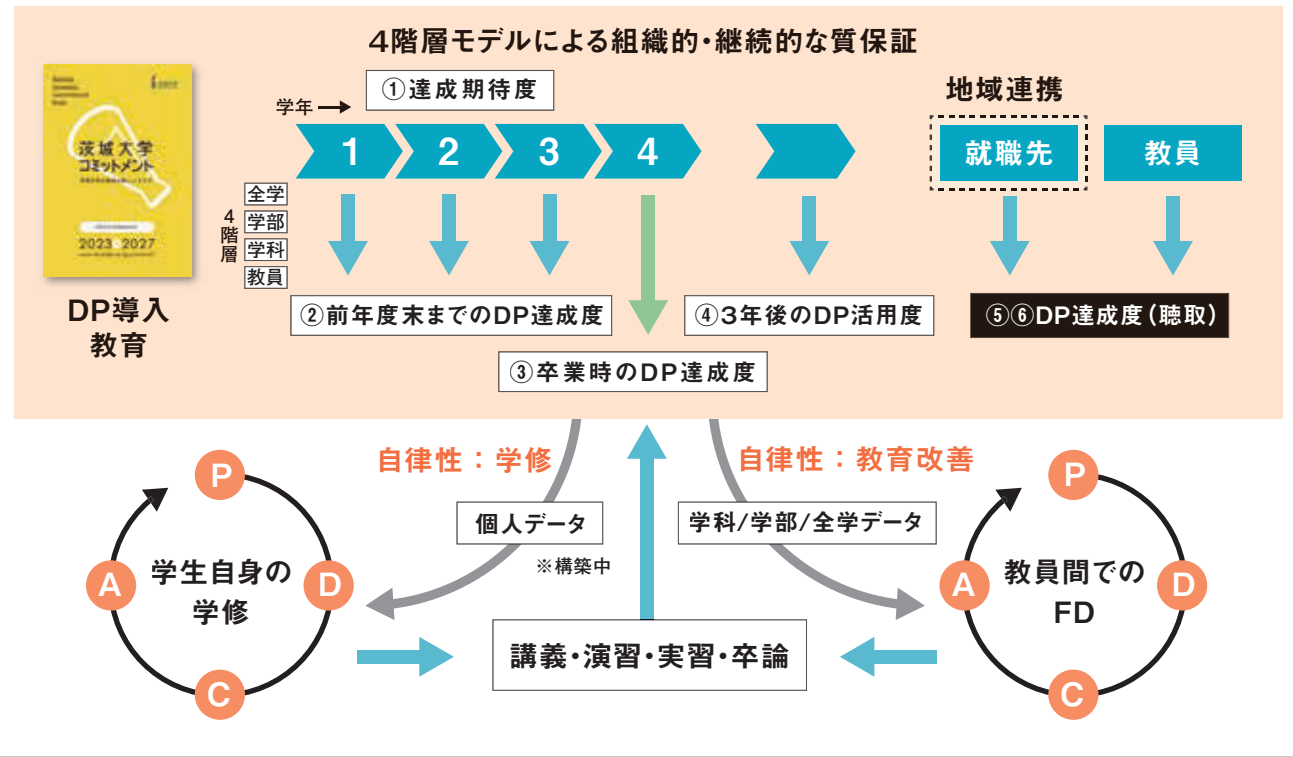 4階層モデルによる組織的・継続的な質保証
茨城大学
コミットメント
2023 2027
DP導入
教育
学年
①達成期待度
1
2
3
4
4階層
全学
学部
学科
教員
地域連携
就職先
教員
②前年度末までのDP達成度
④3年後のDP活用度
⑤⑥DP達成度(聴取)
③卒業時のDP達成度
自律性:学修
自律性:教育改善
個人データ
※構築中
学科/学部/全学データ
P
D
C
A
学生自身の
学修
講義・演習・実習・卒論
P
D
C
A
教員間での
FD